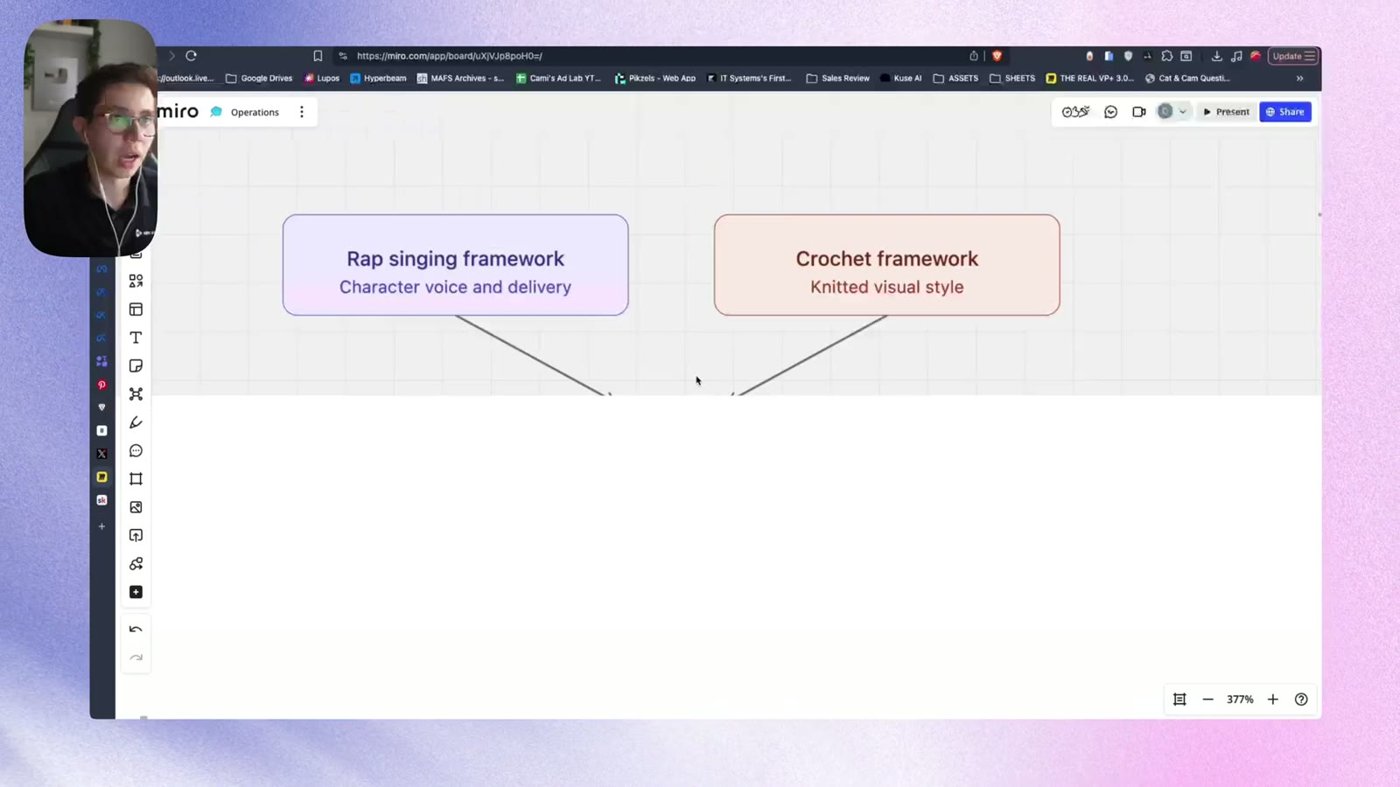 https://miro.com/app/board/uXjVJp8poH0=/
Update
://outlook.live...
Google Drives
Lupos
Hyperbeam
MAFS Archives - s...
Cami's Ad Lab YT...
Pikzels - Web App
IT Systems's First...
Sales Review
Kuse AI
ASSETS
SHEETS
THE REAL VP+ 3.0...
Cat & Cam Questi...
»
miro
Operations
Present
Share
Rap singing framework
Character voice and delivery
Crochet framework
Knitted visual style
377%